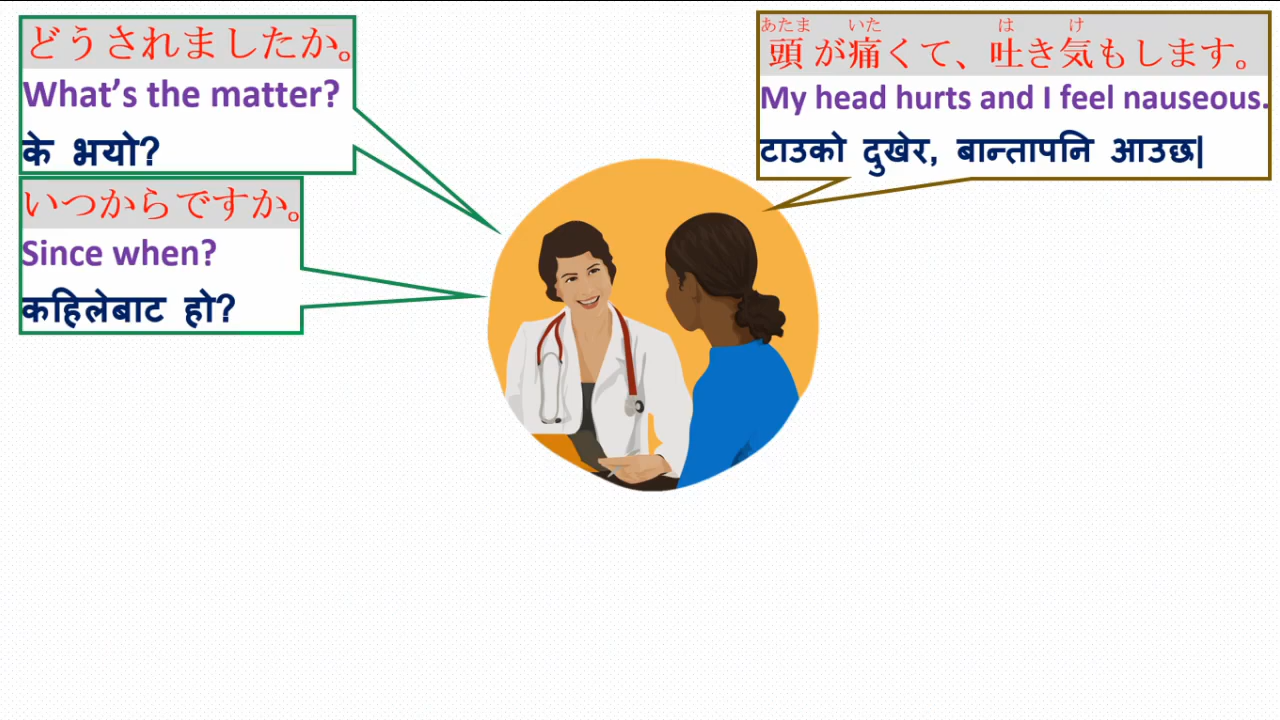 どうされましたか。
What's the matter?
के भयो?
あたま いた は け
頭が痛くて、吐き気もします。
My head hurts and I feel nauseous.
टाउको दुखेर, बान्तापनि आउछ|
いつからですか。
Since when?
कहिलेबाट हो?